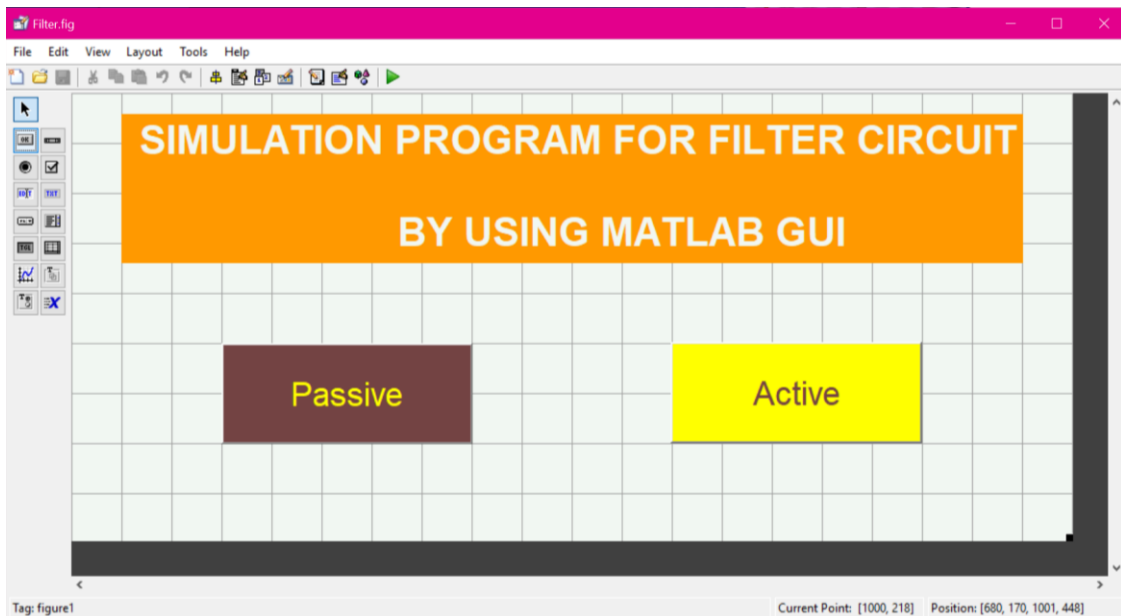 Filter.fig
File Edit View Layout Tools Help
SIMULATION PROGRAM FOR FILTER CIRCUIT
BY USING MATLAB GUI
Passive Active
Tag: figure1 Current Point: [1000, 218] Position: [680, 170, 1001, 448]